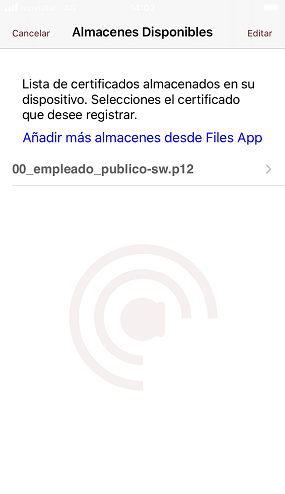 Cancelar Almacenes Disponibles Editar
Lista de certificados almacenados en su
dispositivo. Selecciones el certificado
que desee registrar.
Añadir más almacenes desde Files App
00_empleado_publico-sw.p12